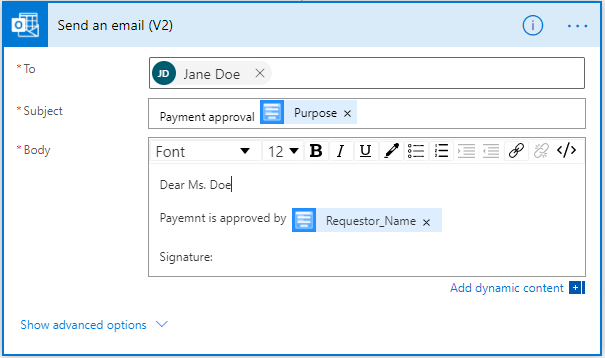 Send an email (V2)
* To
JD Jane Doe ×
* Subject
Payment approval Purpose ×
* Body
Font 12 B I U </>
Dear Ms. Doe
Payemnt is approved by Requestor_Name ×
Signature:
Add dynamic content
Show advanced options